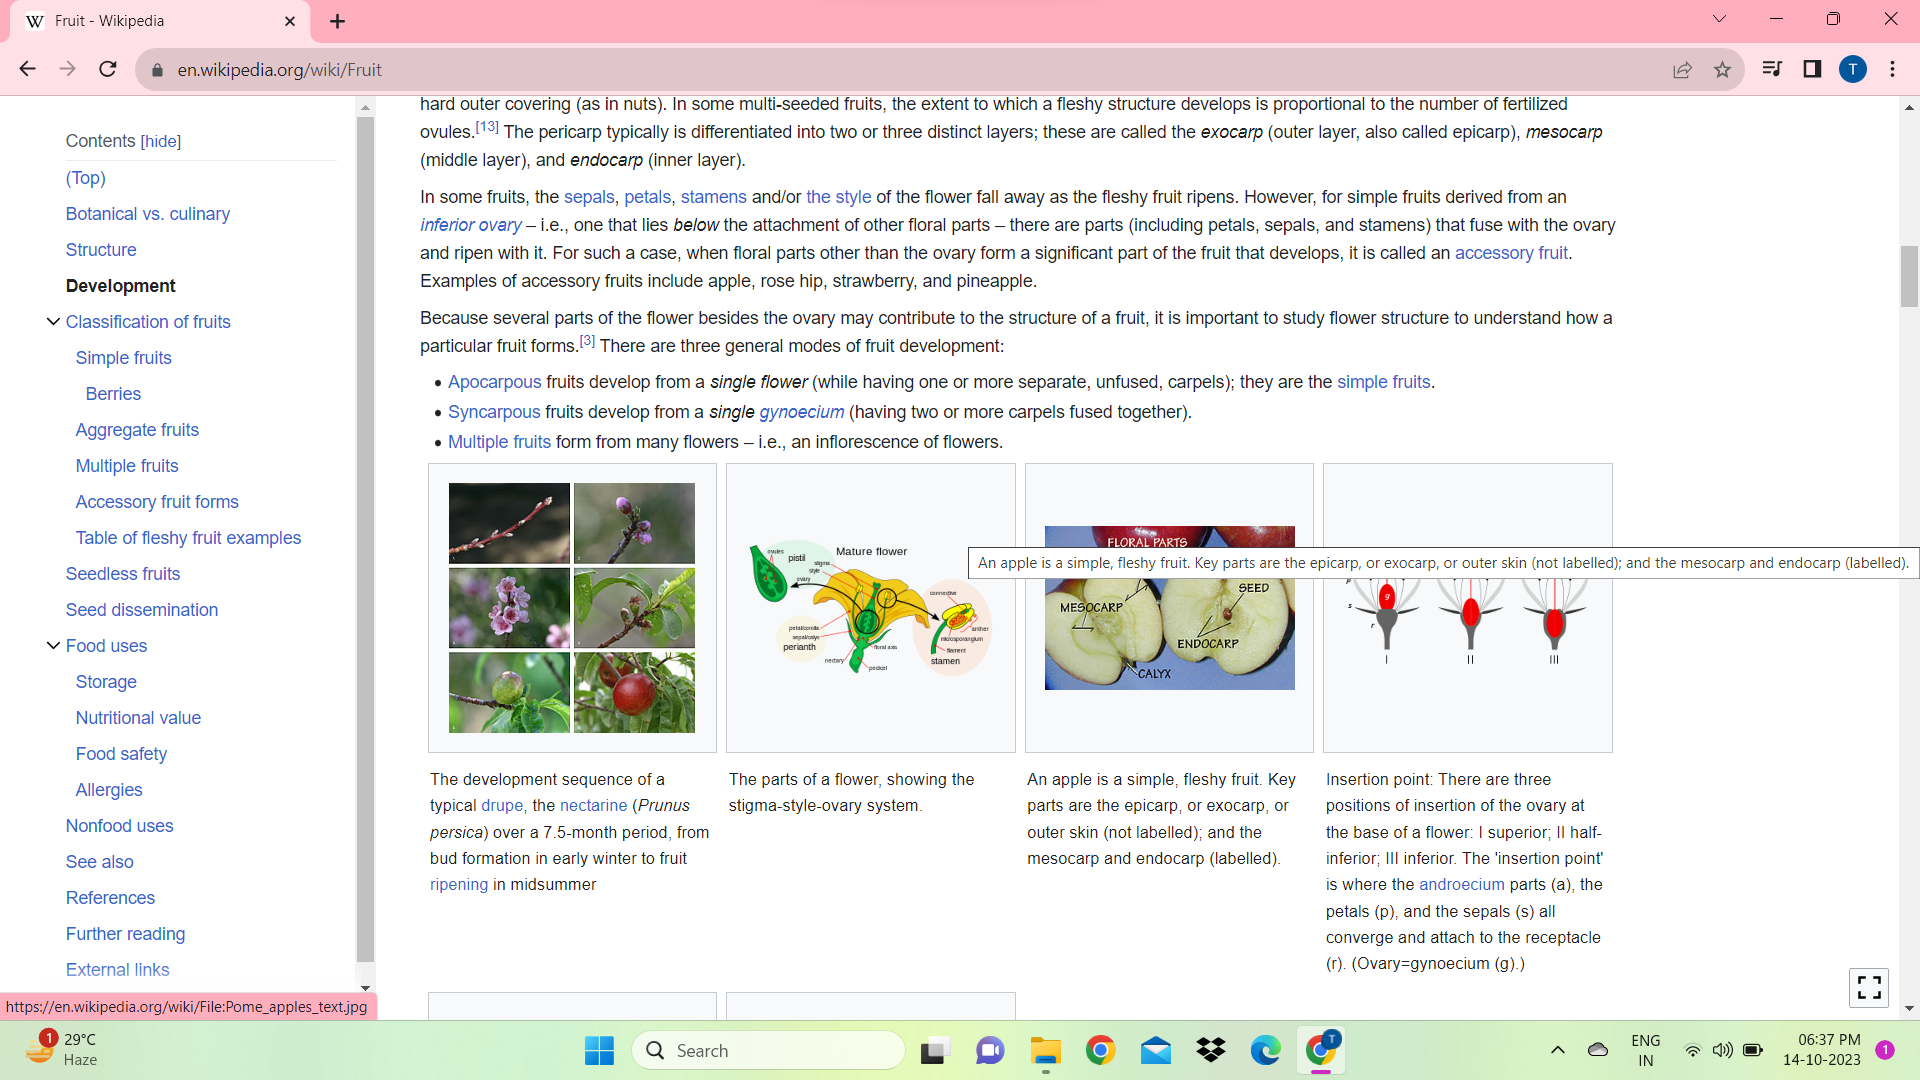 Fruit - Wikipedia
en.wikipedia.org/wiki/Fruit
T
Contents [hide]
(Top)
Botanical vs. culinary
Structure
Development
Classification of fruits
Simple fruits
Berries
Aggregate fruits
Multiple fruits
Accessory fruit forms
Table of fleshy fruit examples
Seedless fruits
Seed dissemination
Food uses
Storage
Nutritional value
Food safety
Allergies
Nonfood uses
See also
References
Further reading
External links
hard outer covering (as in nuts). In some multi-seeded fruits, the extent to which a fleshy structure develops is proportional to the number of fertilized
ovules.[13] The pericarp typically is differentiated into two or three distinct layers; these are called the exocarp (outer layer, also called epicarp), mesocarp
(middle layer), and endocarp (inner layer).
In some fruits, the sepals, petals, stamens and/or the style of the flower fall away as the fleshy fruit ripens. However, for simple fruits derived from an
inferior ovary – i.e., one that lies below the attachment of other floral parts – there are parts (including petals, sepals, and stamens) that fuse with the ovary
and ripen with it. For such a case, when floral parts other than the ovary form a significant part of the fruit that develops, it is called an accessory fruit.
Examples of accessory fruits include apple, rose hip, strawberry, and pineapple.
Because several parts of the flower besides the ovary may contribute to the structure of a fruit, it is important to study flower structure to understand how a
particular fruit forms.[3] There are three general modes of fruit development:
• Apocarpous fruits develop from a single flower (while having one or more separate, unfused, carpels); they are the simple fruits.
• Syncarpous fruits develop from a single gynoecium (having two or more carpels fused together).
• Multiple fruits form from many flowers – i.e., an inflorescence of flowers.
Mature flower
ovules
pistil
stigma
style
ovary
petal/corolla
sepal/calyx
perianth
nectary
floral axis
pedicel
connective
anther
microsporangium
filament
stamen
FLORAL PARTS
An apple is a simple, fleshy fruit. Key parts are the epicarp, or exocarp, or outer skin (not labelled); and the mesocarp and endocarp (labelled).
MESOCARP
SEED
ENDOCARP
CALYX
g
s
r
I II III
The development sequence of a
typical drupe, the nectarine (Prunus
persica) over a 7.5-month period, from
bud formation in early winter to fruit
ripening in midsummer
The parts of a flower, showing the
stigma-style-ovary system.
An apple is a simple, fleshy fruit. Key
parts are the epicarp, or exocarp, or
outer skin (not labelled); and the
mesocarp and endocarp (labelled).
Insertion point: There are three
positions of insertion of the ovary at
the base of a flower: I superior; II half-
inferior; III inferior. The 'insertion point'
is where the androecium parts (a), the
petals (p), and the sepals (s) all
converge and attach to the receptacle
(r). (Ovary=gynoecium (g).)
https://en.wikipedia.org/wiki/File:Pome_apples_text.jpg
1
29°C
Haze
Search
T
ENG
IN
06:37 PM
14-10-2023
1